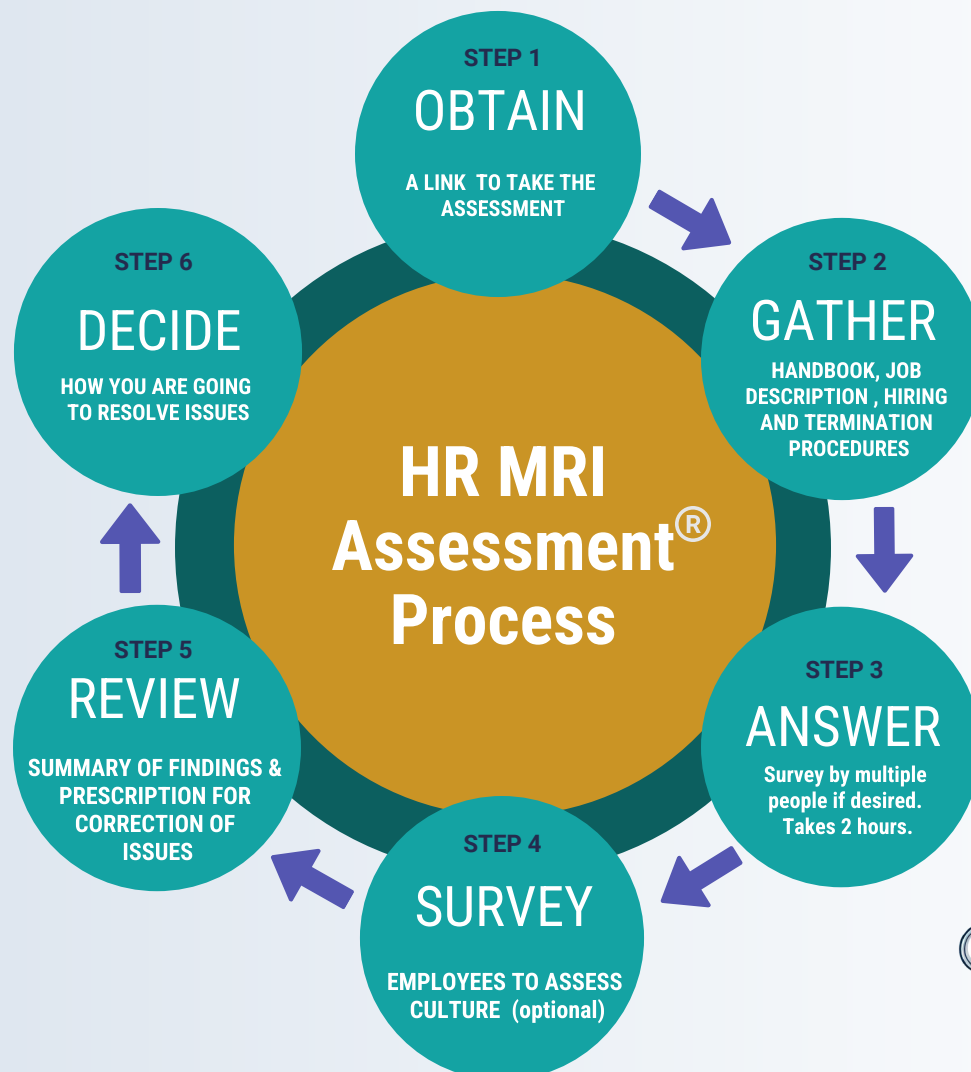 STEP 1
OBTAIN
A LINK TO TAKE THE
ASSESSMENT
STEP 2
GATHER
HANDBOOK, JOB
DESCRIPTION , HIRING
AND TERMINATION
PROCEDURES
STEP 3
ANSWER
Survey by multiple
people if desired.
Takes 2 hours.
STEP 4
SURVEY
EMPLOYEES TO ASSESS
CULTURE (optional)
STEP 5
REVIEW
SUMMARY OF FINDINGS &
PRESCRIPTION FOR
CORRECTION OF
ISSUES
STEP 6
DECIDE
HOW YOU ARE GOING
TO RESOLVE ISSUES
HR MRI
Assessment®
Process